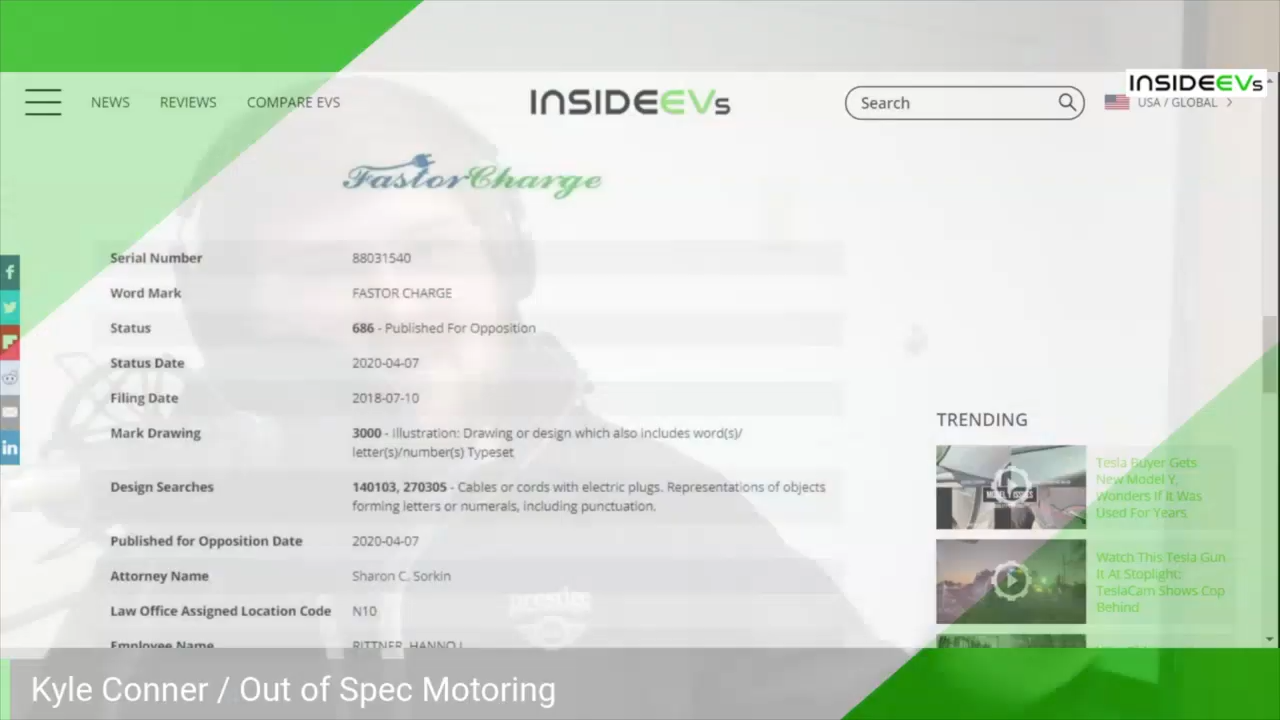 INSIDEEVs
NEWS REVIEWS COMPARE EVS
INSIDEEVs
Search
USA / GLOBAL
FastorCharge
Serial Number 88031540
Word Mark FASTOR CHARGE
Status 686 - Published For Opposition
Status Date 2020-04-07
Filing Date 2018-07-10
Mark Drawing 3000 - Illustration: Drawing or design which also includes word(s)/
letter(s)/number(s) Typeset
Design Searches 140103, 270305 - Cables or cords with electric plugs. Representations of objects
forming letters or numerals, including punctuation.
Published for Opposition Date 2020-04-07
Attorney Name Sharon C. Sorkin
Law Office Assigned Location Code N10
Employee Name RITTNER, HANNO I
TRENDING
Tesla Buyer Gets
New Model Y,
Wonders If It Was
Used For Years
Watch This Tesla Gun
It At Stoplight:
TeslaCam Shows Cop
Behind
Kyle Conner / Out of Spec Motoring